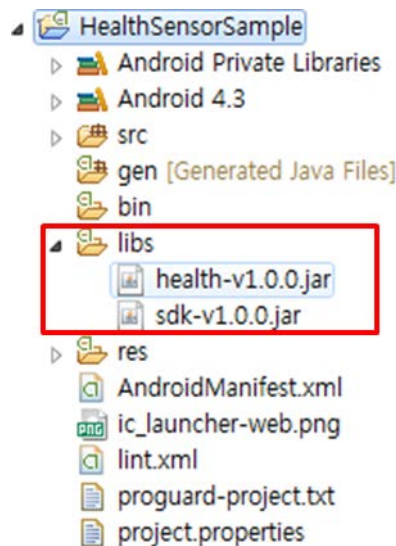 HealthSensorSample
Android Private Libraries
Android 4.3
src
gen [Generated Java Files]
bin
libs
health-v1.0.0.jar
sdk-v1.0.0.jar
res
AndroidManifest.xml
ic_launcher-web.png
lint.xml
proguard-project.txt
project.properties